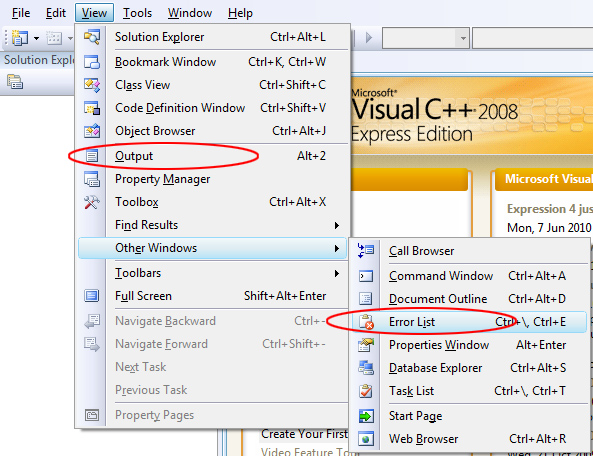 File Edit View Tools Window Help
Solution Explo
Solution Explorer Ctrl+Alt+L
Bookmark Window Ctrl+K, Ctrl+W
Class View Ctrl+Shift+C
Code Definition Window Ctrl+Shift+V
Object Browser Ctrl+Alt+J
Output Alt+2
Property Manager
Toolbox Ctrl+Alt+X
Find Results
Other Windows
Toolbars
Full Screen Shift+Alt+Enter
Navigate Backward Ctrl+-
Navigate Forward Ctrl+Shift+-
Next Task
Previous Task
Property Pages
Microsoft®
Visual C++ 2008
Express Edition
Microsoft Visual
Expression 4 jus
Mon, 7 Jun 2010
Call Browser
Command Window Ctrl+Alt+A
Document Outline Ctrl+Alt+D
Error List Ctrl+\, Ctrl+E
Properties Window Alt+Enter
Database Explorer Ctrl+Alt+S
Task List Ctrl+\, Ctrl+T
Start Page
Web Browser Ctrl+Alt+R
Create Your First
Video Feature